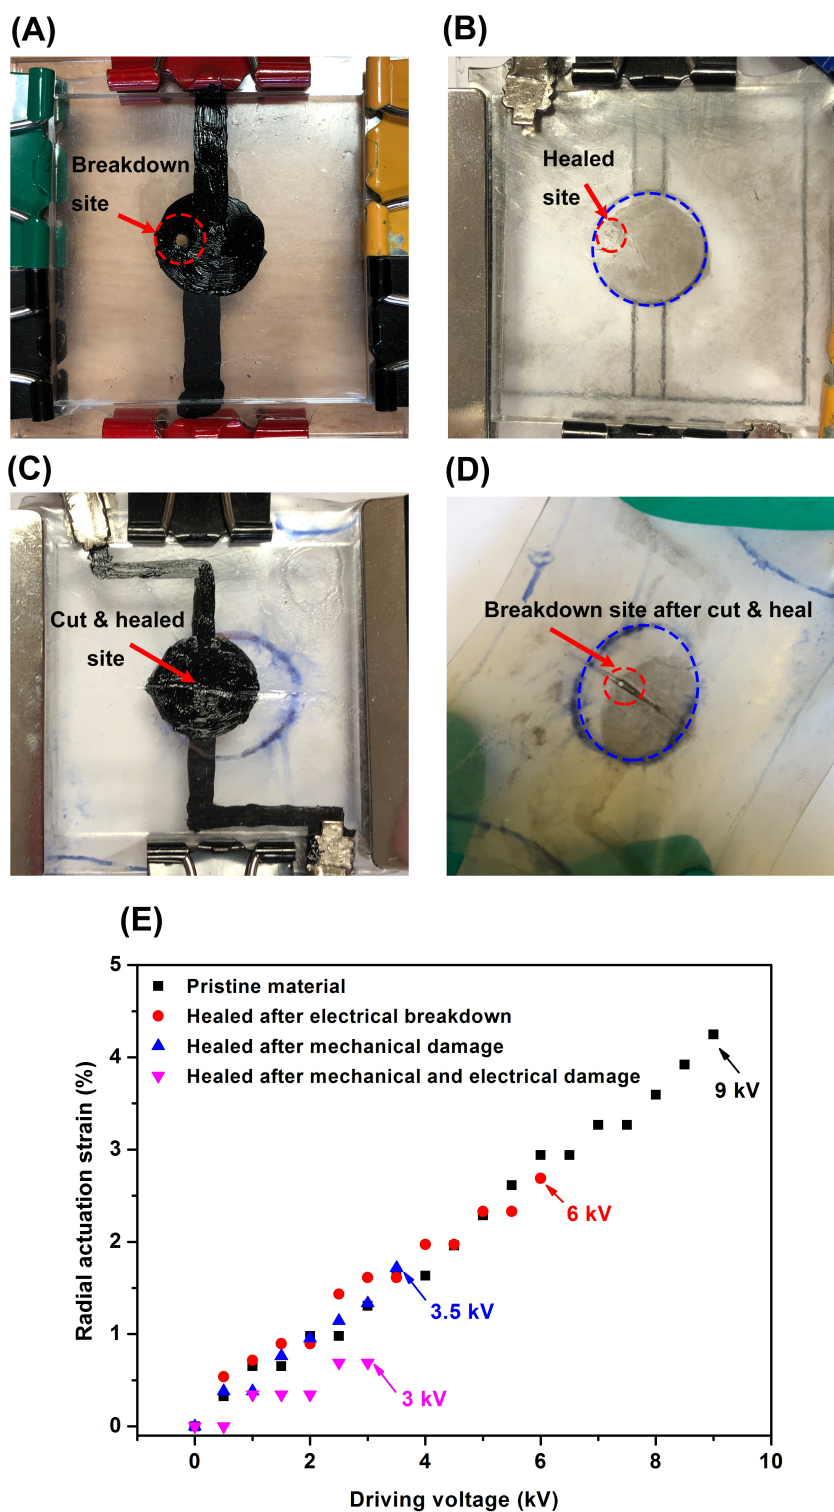 (A)
Breakdown
site
(B)
Healed
site
(C)
Cut & healed
site
(D)
Breakdown site after cut & heal
(E)
5
4
3
2
1
0
Radial actuation strain (%)
Pristine material
Healed after electrical breakdown
Healed after mechanical damage
Healed after mechanical and electrical damage
9 kV
6 kV
3.5 kV
3 kV
0 2 4 6 8 10
Driving voltage (kV)